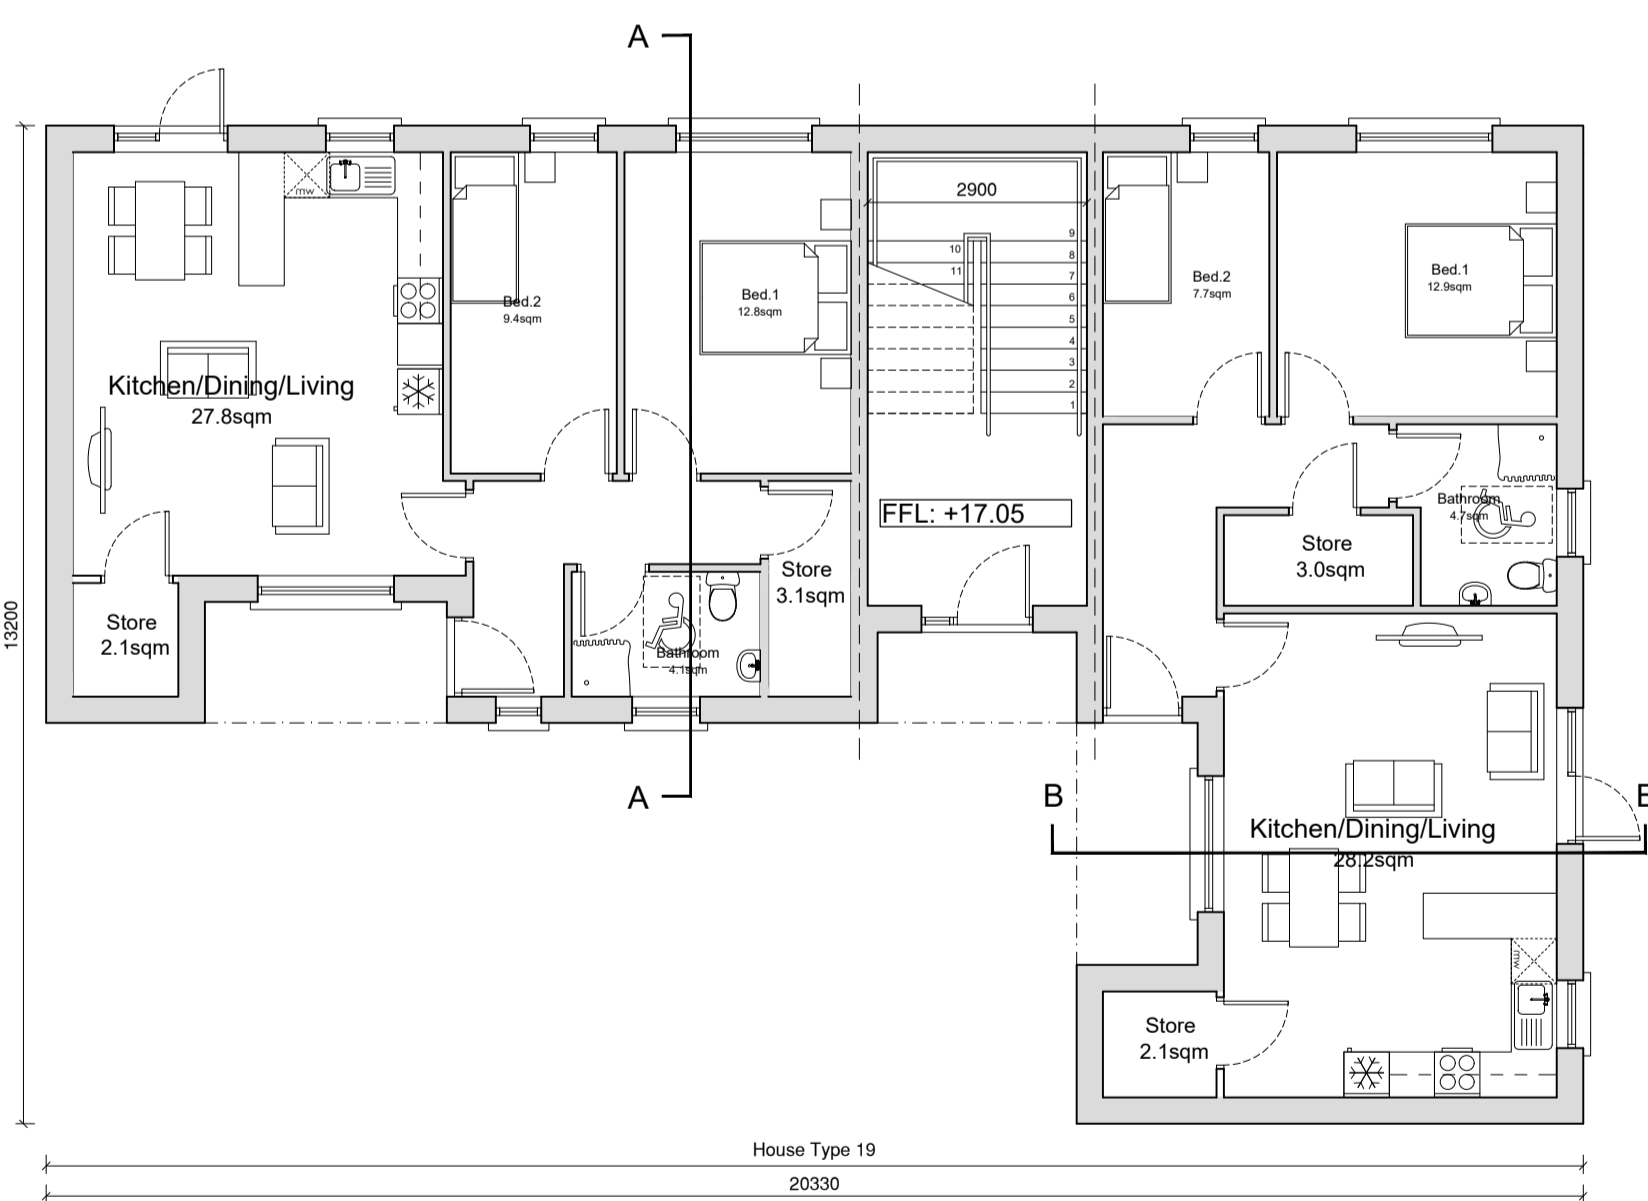 A
2900
10
11
9
8
7
6
5
4
3
2
1
mw
Bed.2
9.4sqm
Bed.1
12.8sqm
Bed.2
7.7sqm
Bed.1
12.9sqm
Kitchen/Dining/Living
27.8sqm
FFL: +17.05
Bathroom
4.7sqm
Store
3.0sqm
Store
3.1sqm
13200
Store
2.1sqm
Bathroom
4.1sqm
A
B
B
Kitchen/Dining/Living
28.2sqm
mw
Store
2.1sqm
House Type 19
20330